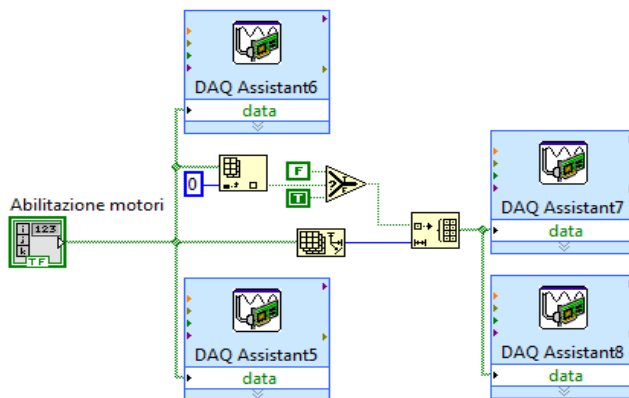 DAQ Assistant6
data
0
F
?
T
F
T
DAQ Assistant7
data
Abilitazione motori
i
j
k
123
TF
DAQ Assistant5
data
DAQ Assistant8
data